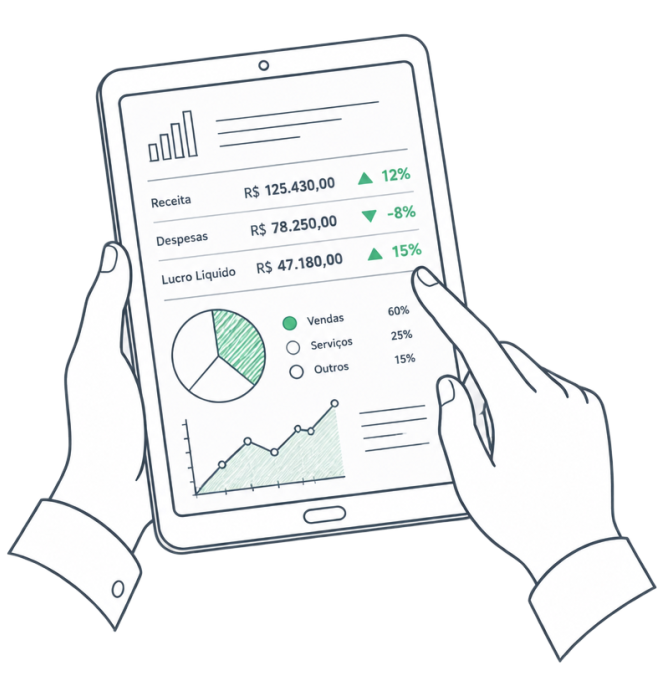 Receita R$ 125.430,00 ▲ 12%
Despesas R$ 78.250,00 ▼ -8%
Lucro Liquido R$ 47.180,00 ▲ 15%
Vendas 60%
Serviços 25%
Outros 15%